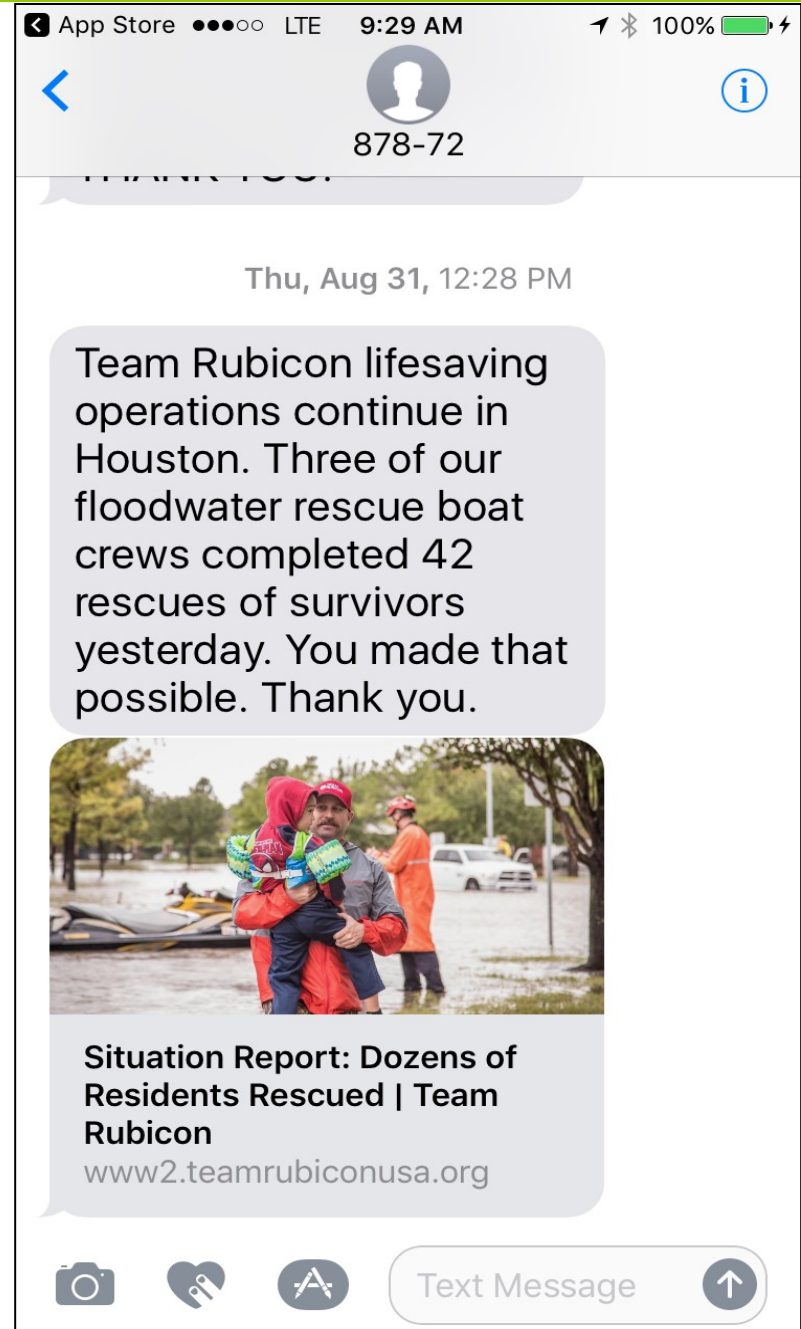 App Store LTE 9:29 AM 100%
878-72
THANK YOU!
Thu, Aug 31, 12:28 PM
Team Rubicon lifesaving
operations continue in
Houston. Three of our
floodwater rescue boat
crews completed 42
rescues of survivors
yesterday. You made that
possible. Thank you.
Situation Report: Dozens of
Residents Rescued | Team
Rubicon
www2.teamrubiconusa.org
Text Message